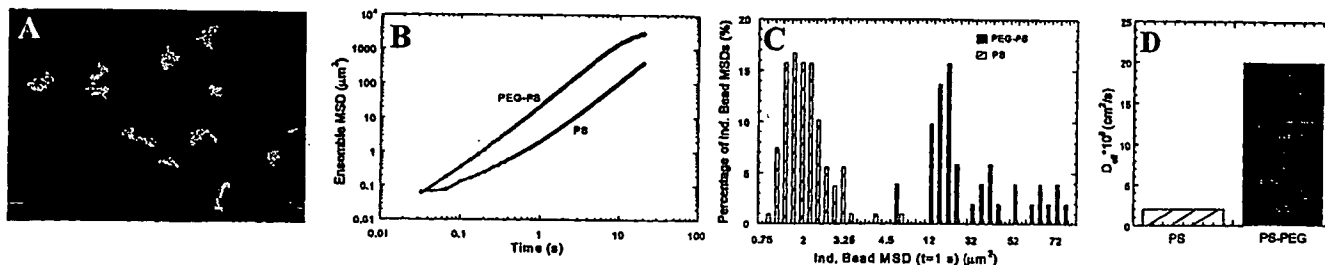 A
B
Ensemble MSD (µm²)
10⁴
1000
100
10
1
0.1
0.01
PEG-PS
PS
0.01
0.1
1
10
100
Time (s)
C
Percentage of Ind. Bead MSDs (%)
20
15
10
5
0
PEG-PS
PS
0.75
2
3.25
4.5
12
32
52
72
Ind. Bead MSD (t=1 s) (µm²)
D
25
20
15
10
5
0
PS
PS-PEG